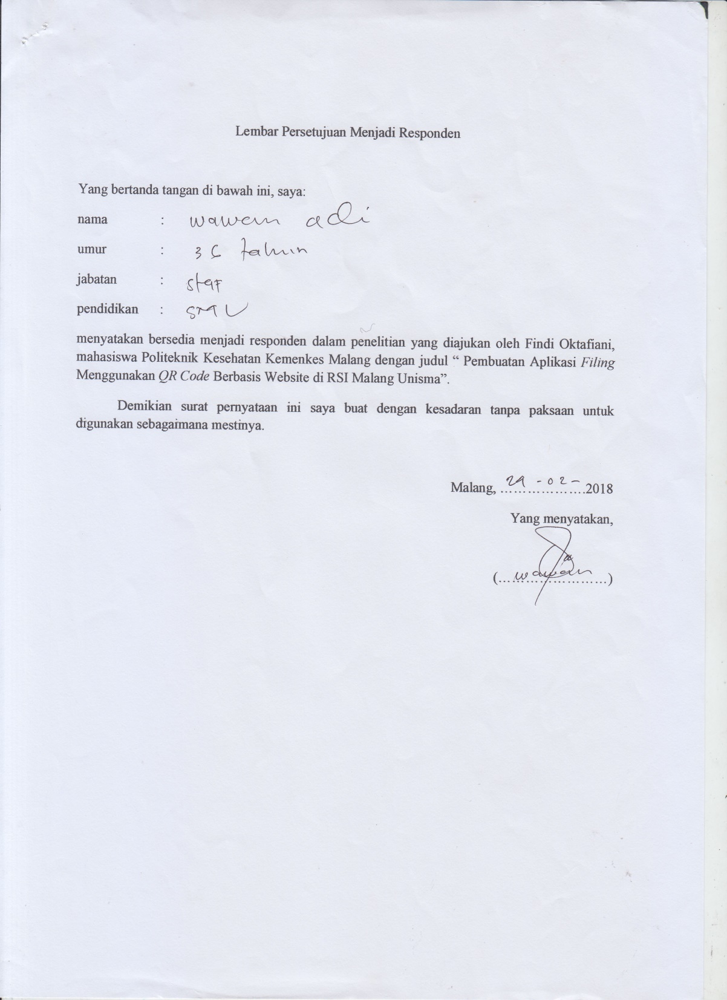 Lembar Persetujuan Menjadi Responden
Yang bertanda tangan di bawah ini, saya:
nama : wawan adi
umur : 36 tahun
jabatan : staf
pendidikan :
menyatakan bersedia menjadi responden dalam penelitian yang diajukan oleh Findi Oktafiani,
mahasiswa Politeknik Kesehatan Kemenkes Malang dengan judul “ Pembuatan Aplikasi Filing
Menggunakan QR Code Berbasis Website di RSI Malang Unisma”.
Demikian surat pernyataan ini saya buat dengan kesadaran tanpa paksaan untuk
digunakan sebagaimana mestinya.
Malang, - 02 - 2018
Yang menyatakan,
(... wawan ...)